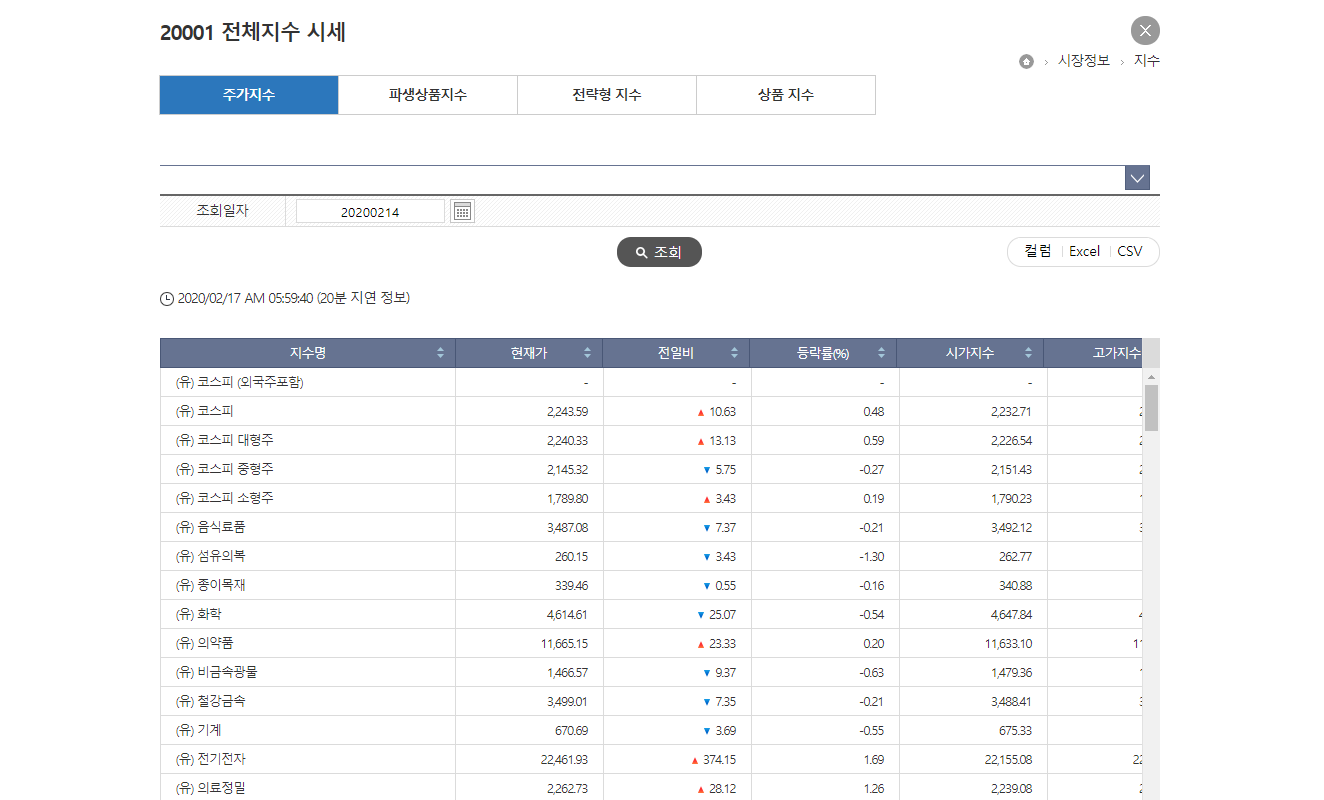 20001 전체지수 시세
시장정보 지수
주가지수 파생상품지수 전략형 지수 상품 지수
조회일자 20200214
조회 컬럼 Excel CSV
2020/02/17 AM 05:59:40 (20분 지연 정보)
지수명 현재가 전일비 등락률(%) 시가지수 고가지수
(유) 코스피 (외국주포함) - - - -
(유) 코스피 2,243.59 ▲ 10.63 0.48 2,232.71
(유) 코스피 대형주 2,240.33 ▲ 13.13 0.59 2,226.54
(유) 코스피 중형주 2,145.32 ▼ 5.75 -0.27 2,151.43
(유) 코스피 소형주 1,789.80 ▲ 3.43 0.19 1,790.23
(유) 음식료품 3,487.08 ▼ 7.37 -0.21 3,492.12
(유) 섬유의복 260.15 ▼ 3.43 -1.30 262.77
(유) 종이목재 339.46 ▼ 0.55 -0.16 340.88
(유) 화학 4,614.61 ▼ 25.07 -0.54 4,647.84
(유) 의약품 11,665.15 ▲ 23.33 0.20 11,633.10 11
(유) 비금속광물 1,466.57 ▼ 9.37 -0.63 1,479.36
(유) 철강금속 3,499.01 ▼ 7.35 -0.21 3,488.41
(유) 기계 670.69 ▼ 3.69 -0.55 675.33
(유) 전기전자 22,461.93 ▲ 374.15 1.69 22,155.08 22
(유) 의료정밀 2,262.73 ▲ 28.12 1.26 2,239.08